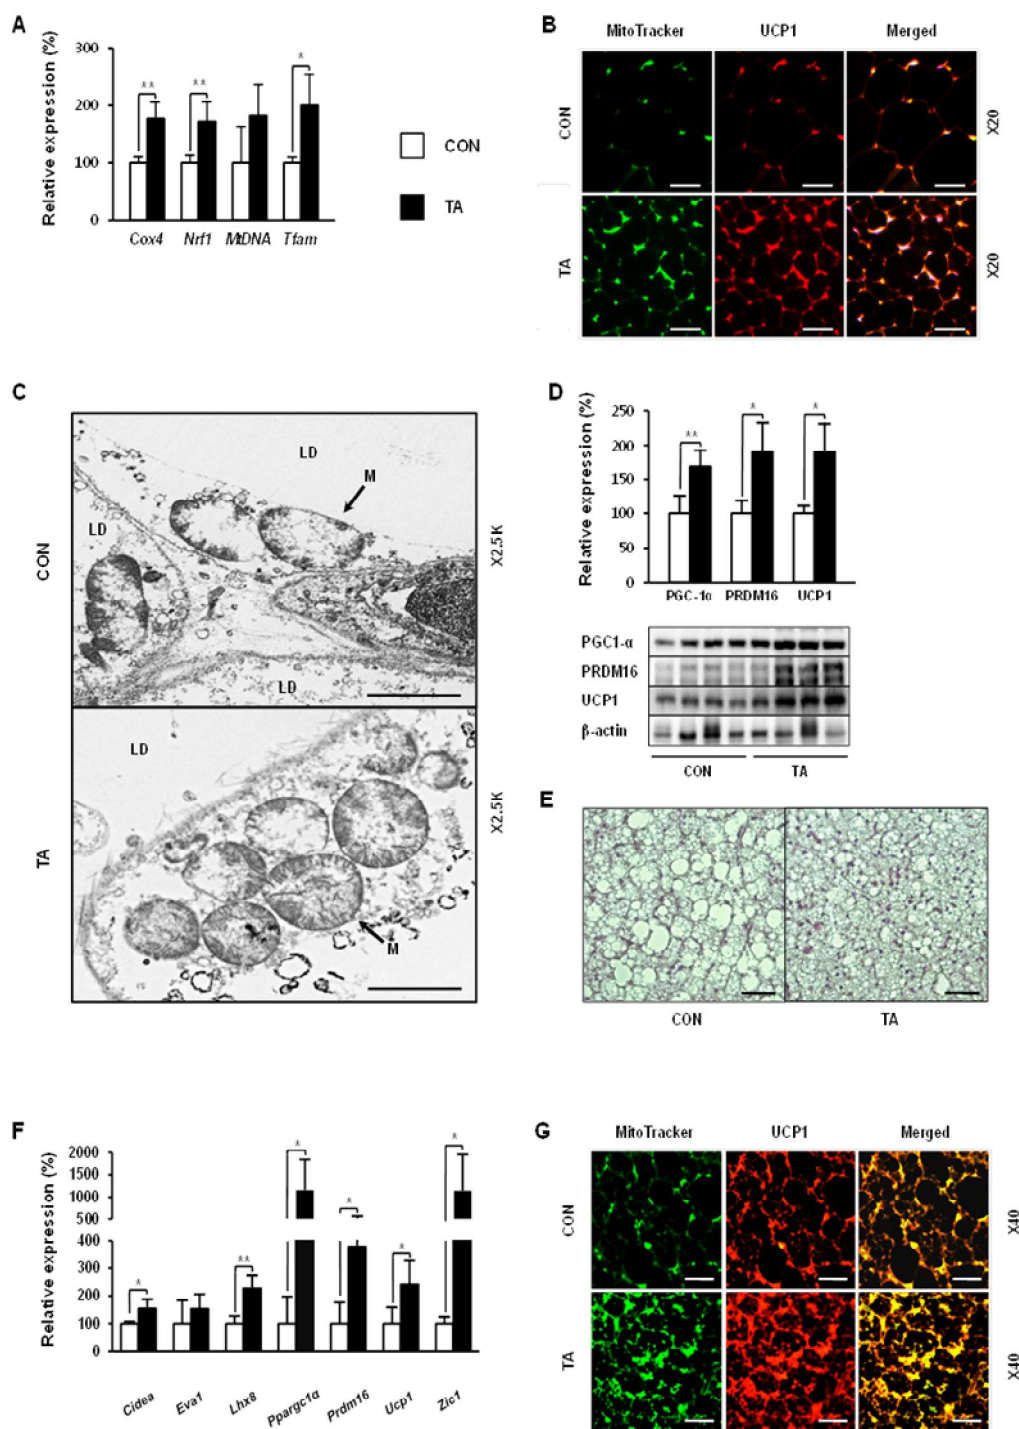 A
Relative expression (%)
300
200
100
0
**
**
*
Cox4 Nrf1 MtDNA Tfam
CON
TA
B
MitoTracker UCP1 Merged
CON
X20
TA
X20
C
LD
M
LD
LD
CON
X2.5K
LD
M
TA
X2.5K
D
Relative expression (%)
250
200
150
100
50
0
**
*
*
PGC-1α PRDM16 UCP1
PGC1-α
PRDM16
UCP1
β-actin
CON TA
E
CON TA
F
Relative expression (%)
2000
1500
1000
500
400
300
200
100
0
*
**
*
*
*
*
Cidea Eva1 Lhx8 Ppargc1α Prdm16 Ucp1 Zic1
G
MitoTracker UCP1 Merged
CON
X40
TA
X40